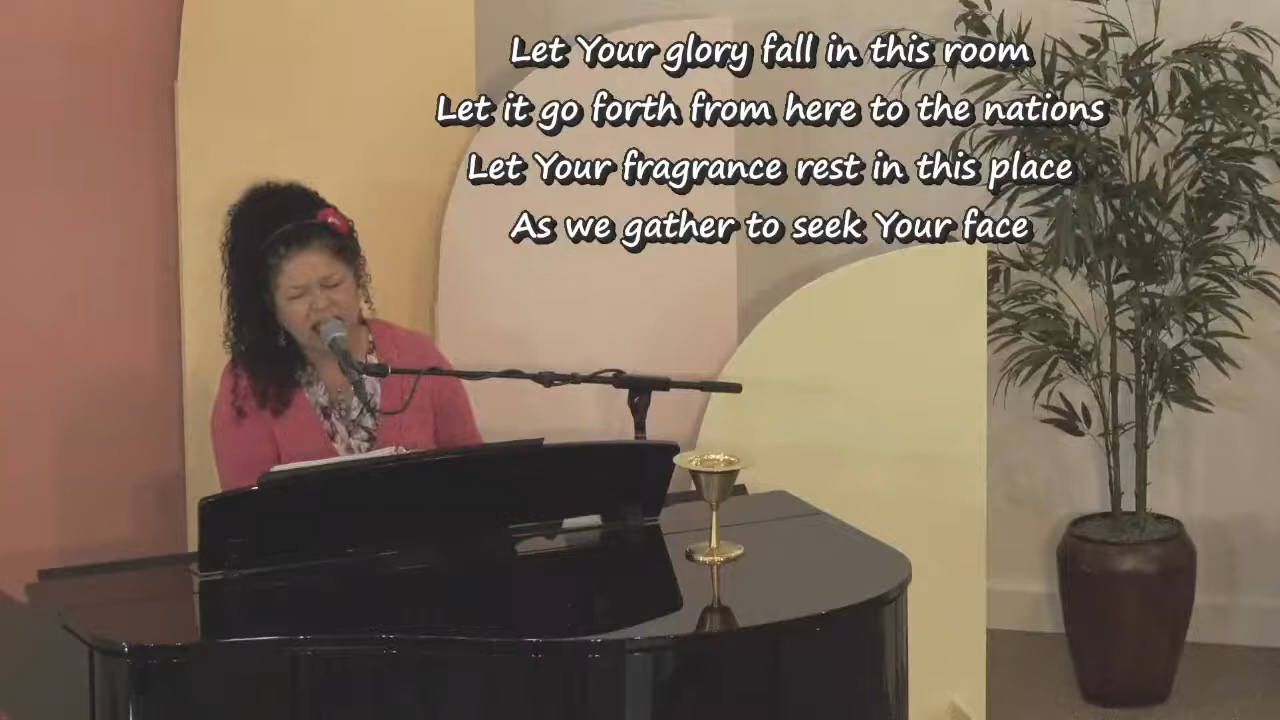 Let Your glory fall in this room
Let it go forth from here to the nations
Let Your fragrance rest in this place
As we gather to seek Your face